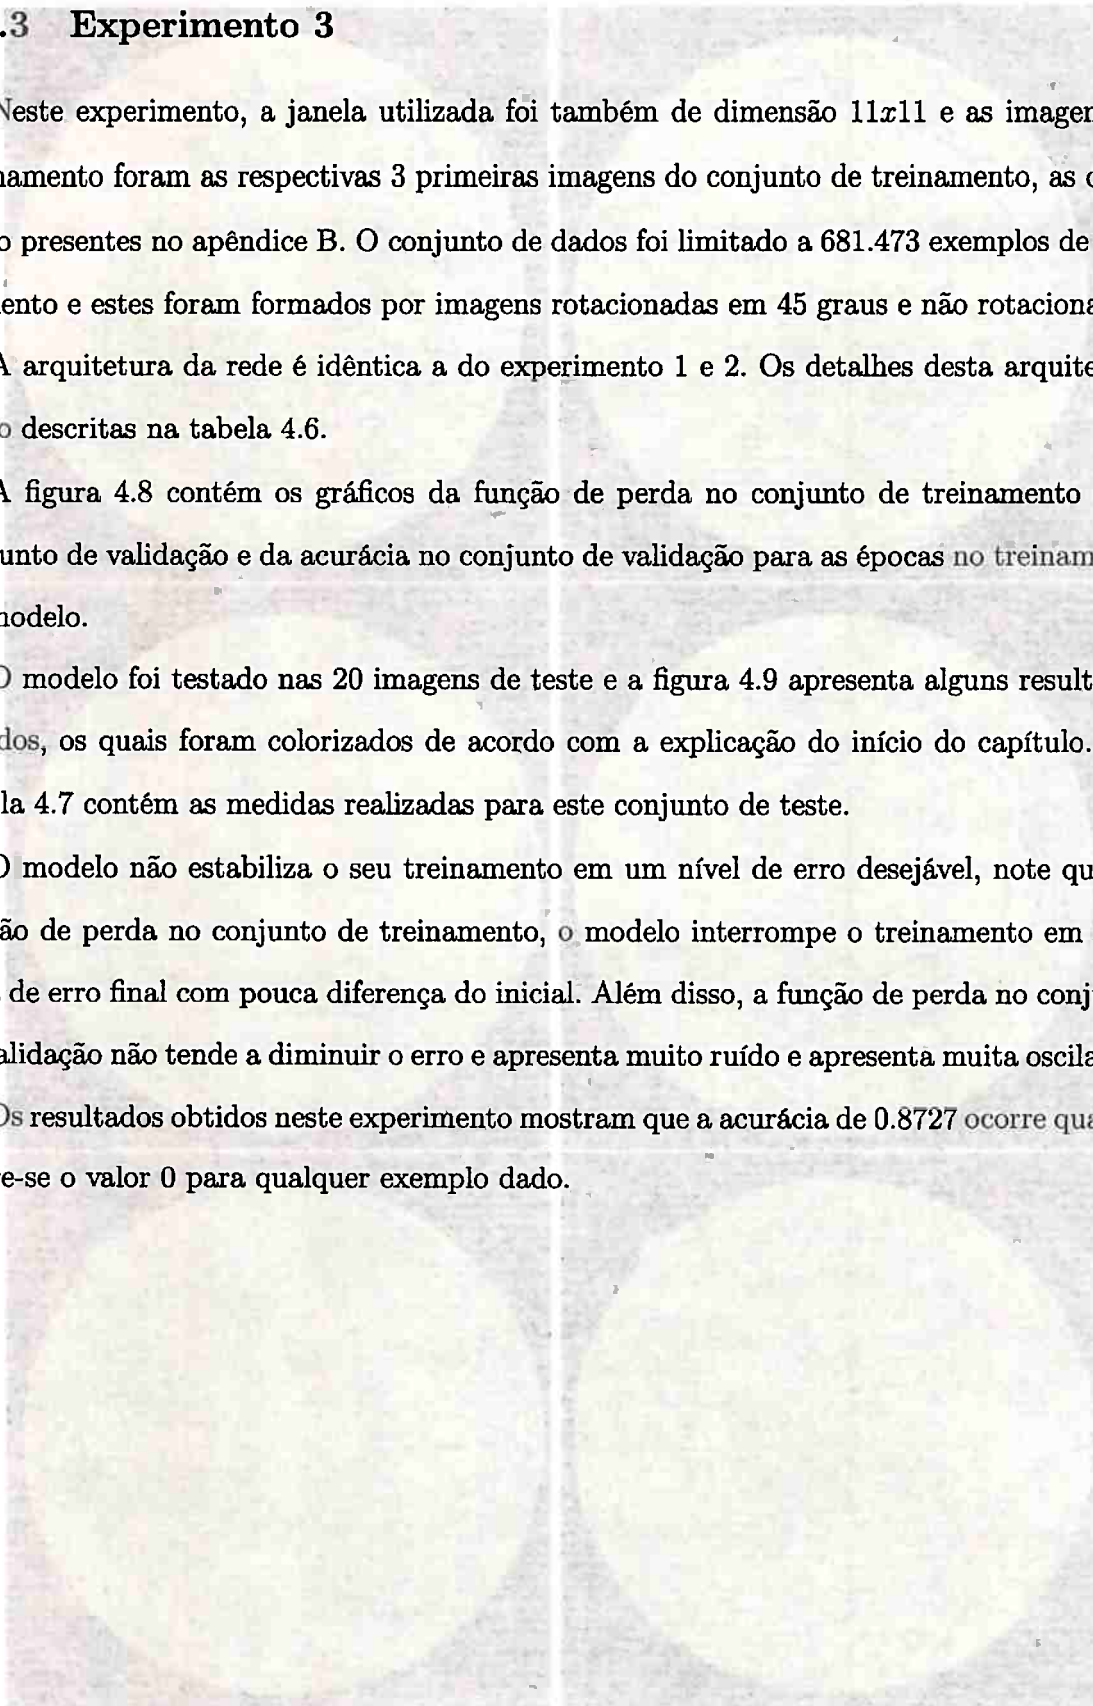 .3 Experimento 3
Neste experimento, a janela utilizada foi também de dimensão 11x11 e as imagen
namento foram as respectivas 3 primeiras imagens do conjunto de treinamento, as
o presentes no apêndice B. O conjunto de dados foi limitado a 681.473 exemplos de
ento e estes foram formados por imagens rotacionadas em 45 graus e não rotaciona
A arquitetura da rede é idêntica a do experimento 1 e 2. Os detalhes desta arquite
o descritas na tabela 4.6.
A figura 4.8 contém os gráficos da função de perda no conjunto de treinamento
unto de validação e da acurácia no conjunto de validação para as épocas no treinam
modelo.
O modelo foi testado nas 20 imagens de teste e a figura 4.9 apresenta alguns result
dos, os quais foram colorizados de acordo com a explicação do início do capítulo.
la 4.7 contém as medidas realizadas para este conjunto de teste.
O modelo não estabiliza o seu treinamento em um nível de erro desejável, note qu
ão de perda no conjunto de treinamento, o modelo interrompe o treinamento em
de erro final com pouca diferença do inicial. Além disso, a função de perda no conj
alidação não tende a diminuir o erro e apresenta muito ruído e apresenta muita oscila
Os resultados obtidos neste experimento mostram que a acurácia de 0.8727 ocorre qua
e-se o valor 0 para qualquer exemplo dado.